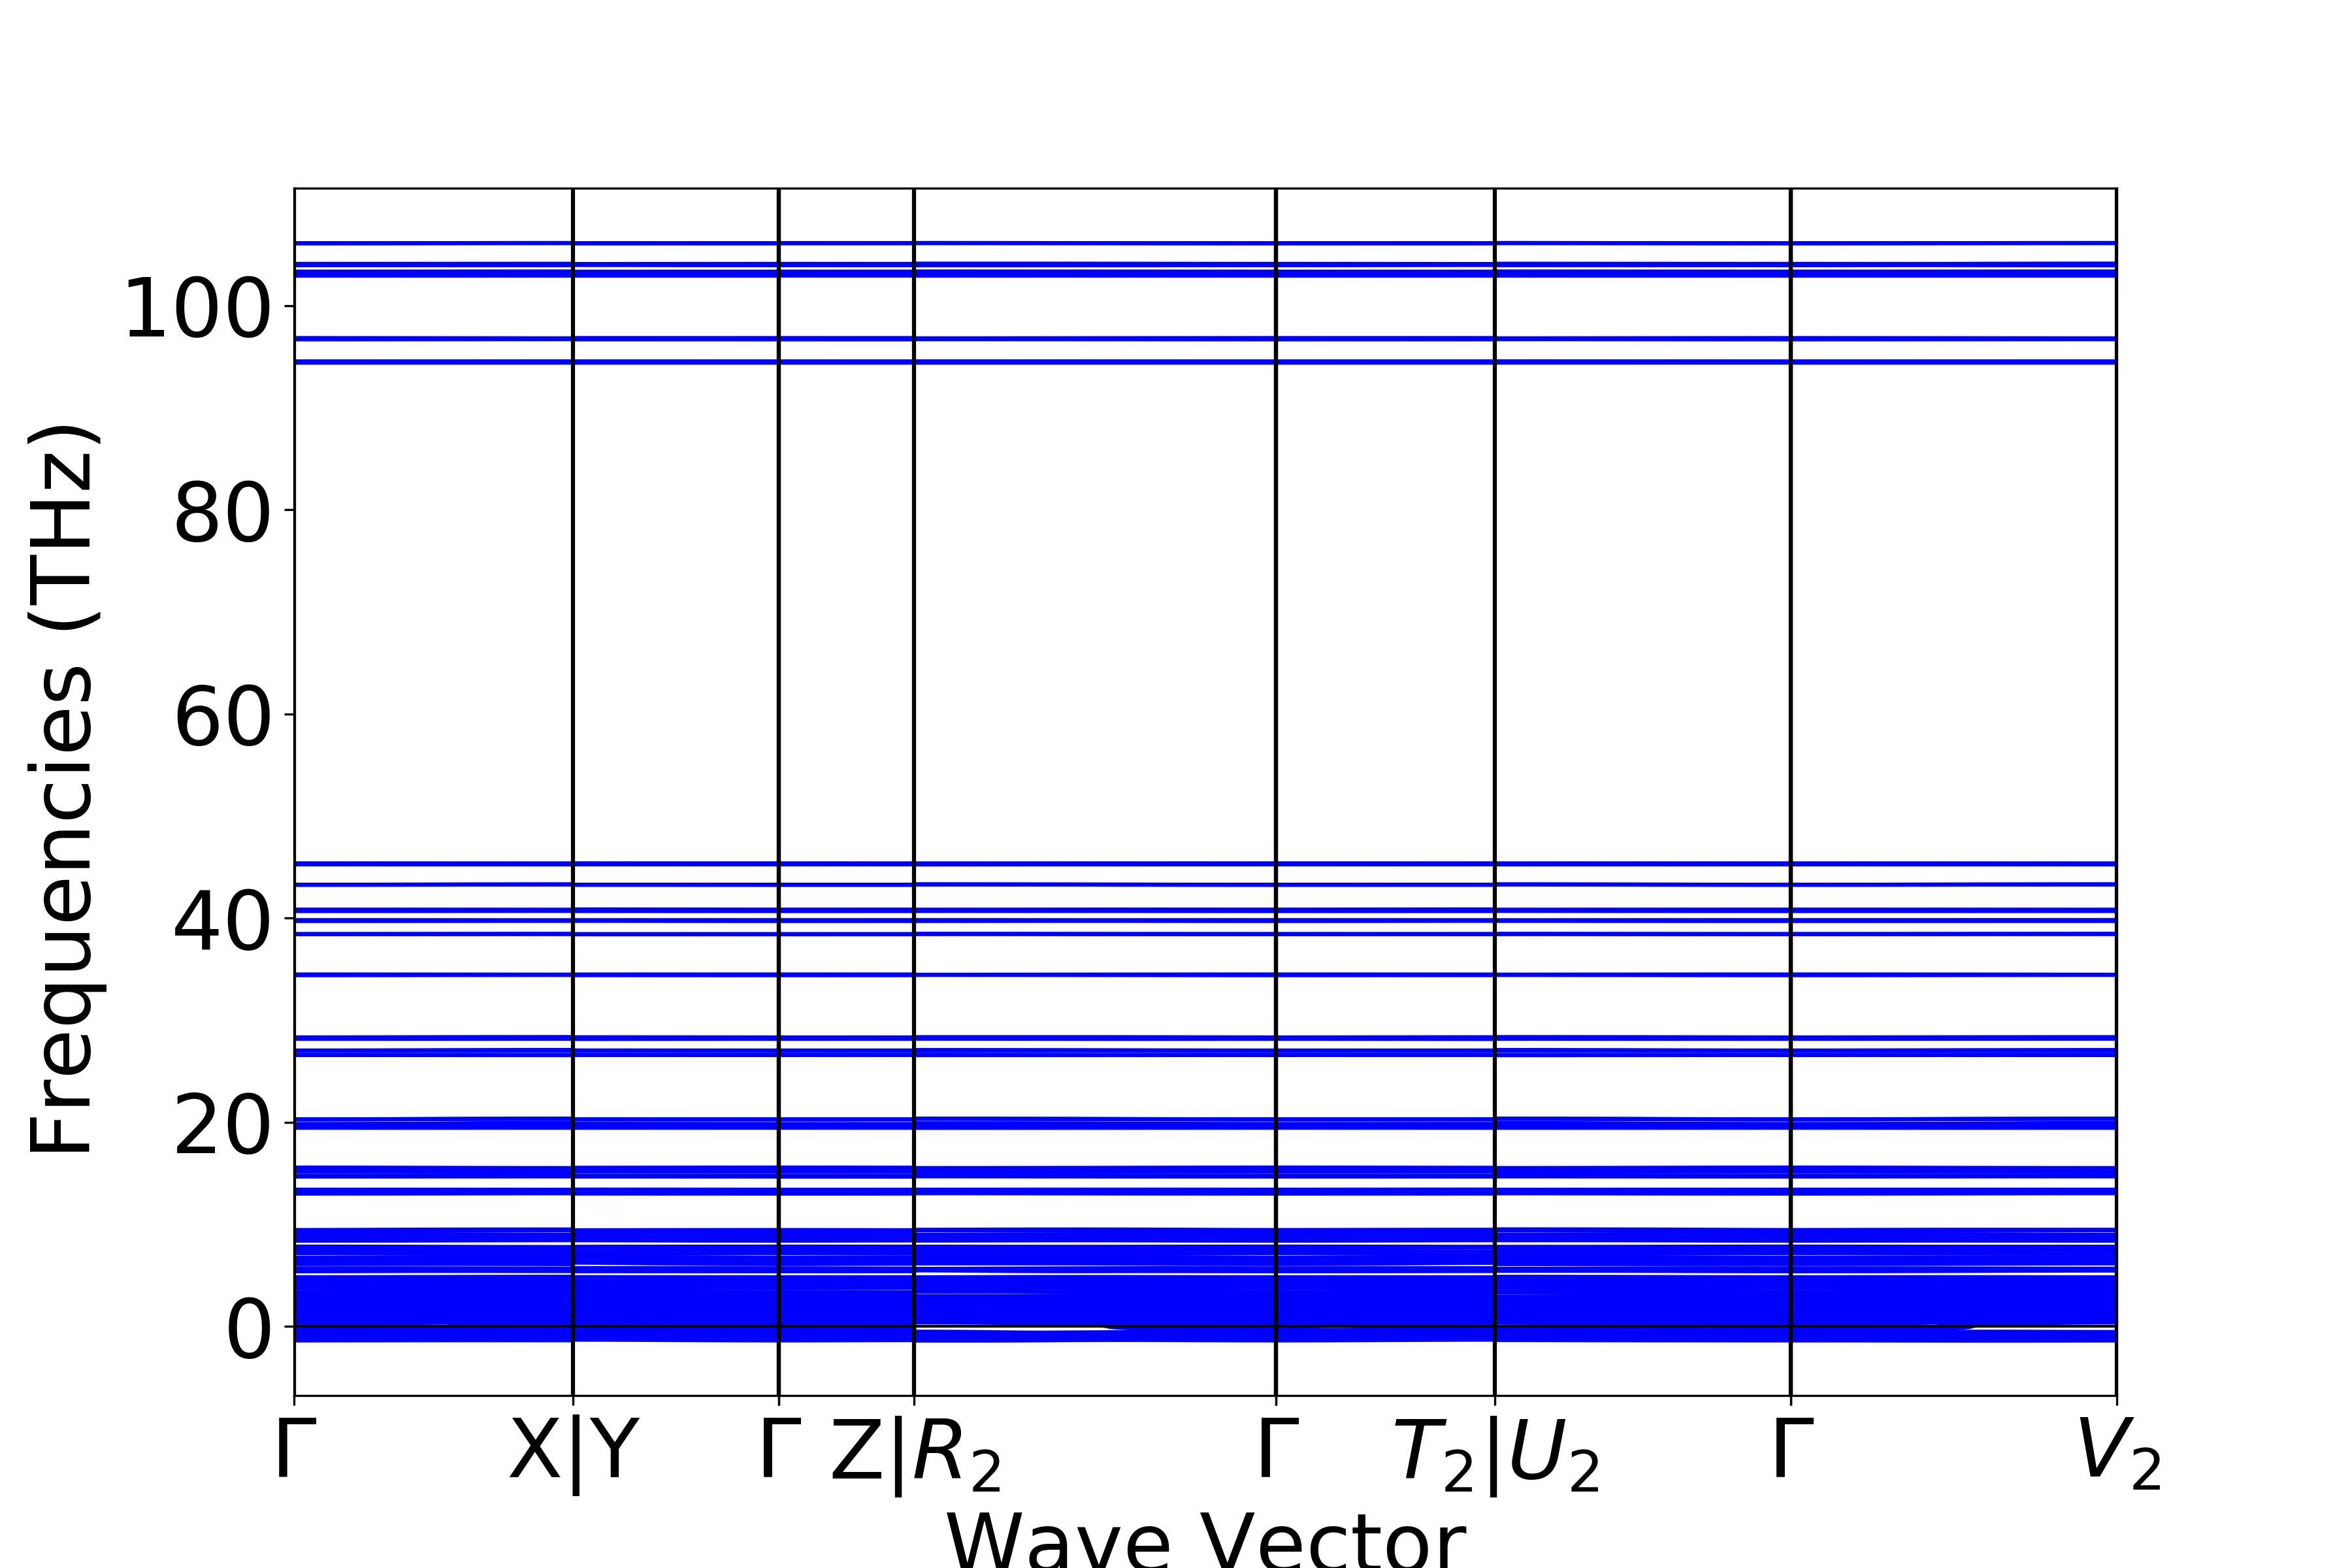 Frequencies (THz)
100
80
60
40
20
0
Γ X|Y Γ Z|R₂ Γ T₂|U₂ Γ V₂
Wave Vector